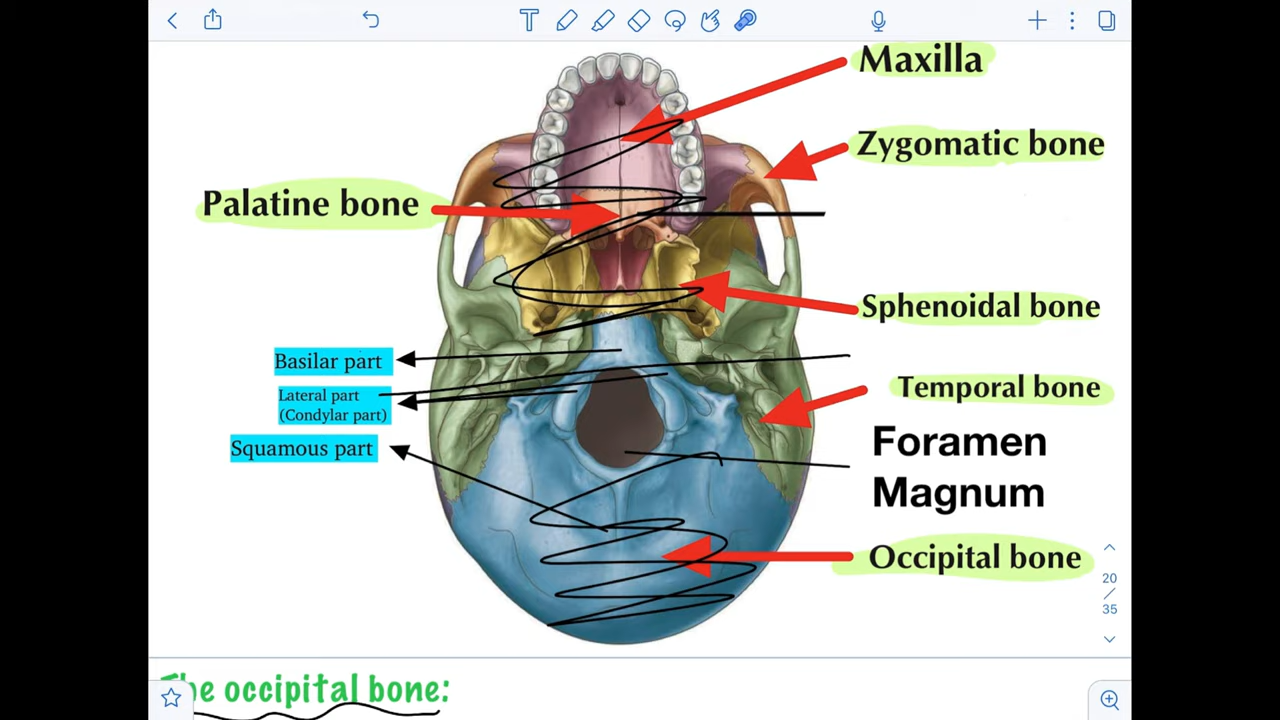 Maxilla
Zygomatic bone
Palatine bone
Sphenoidal bone
Basilar part
Lateral part
(Condylar part)
Temporal bone
Squamous part
Foramen
Magnum
Occipital bone
20
/
35
The occipital bone: